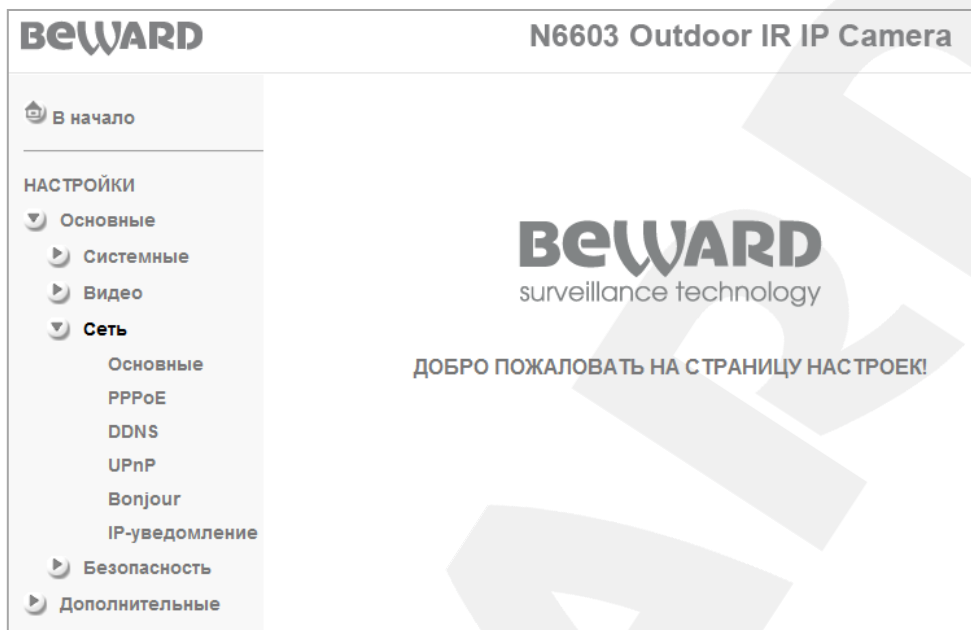 BEWARD
N6603 Outdoor IR IP Camera
В начало
НАСТРОЙКИ
Основные
Системные
Видео
Сеть
Основные
PPPoE
DDNS
UPnP
Bonjour
IP-уведомление
Безопасность
Дополнительные
BEWARD
surveillance technology
ДОБРО ПОЖАЛОВАТЬ НА СТРАНИЦУ НАСТРОЕК!